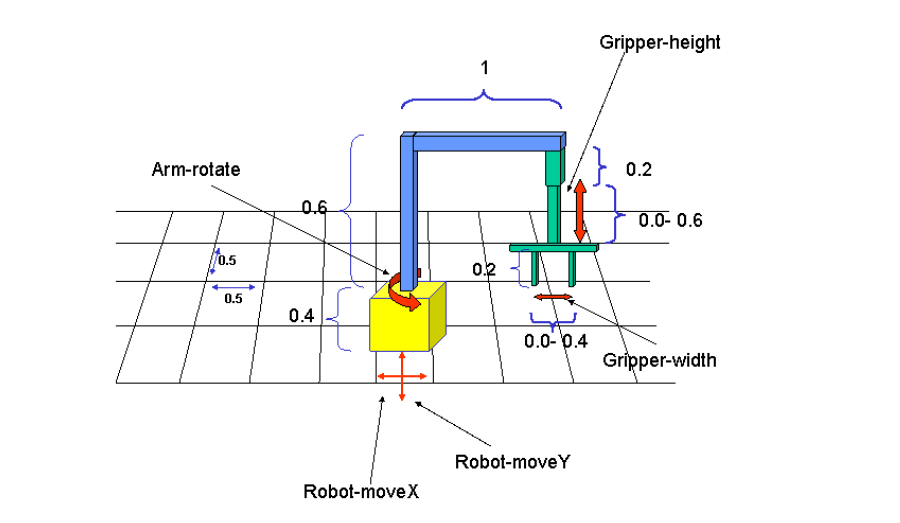 Gripper-height
1
Arm-rotate
0.2
0.6
0.0- 0.6
0.5
0.2
0.5
0.4
0.0- 0.4
Gripper-width
Robot-moveY
Robot-moveX